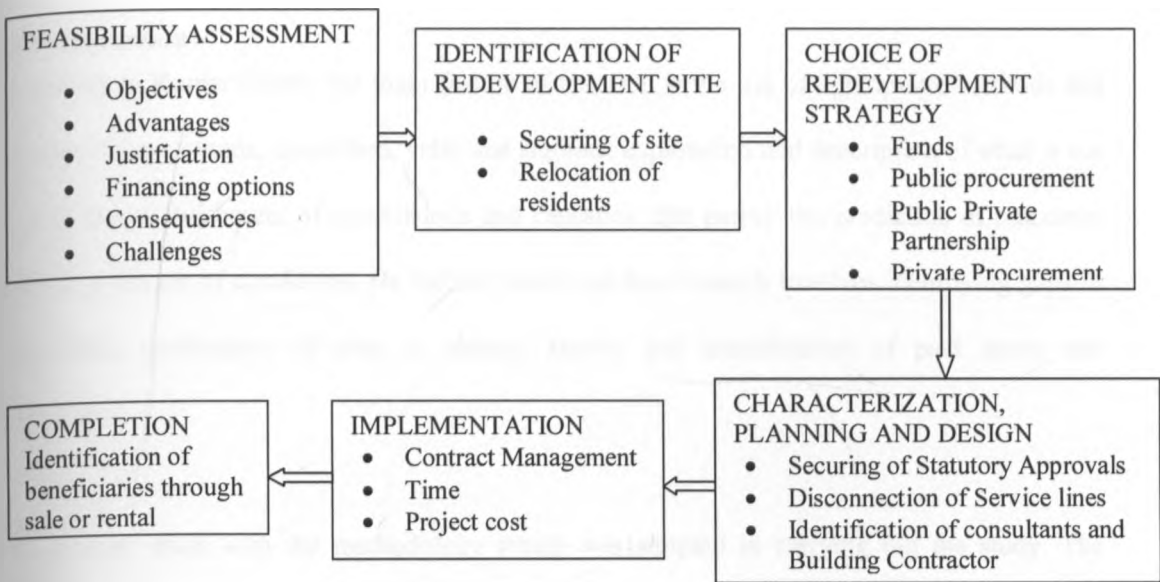 FEASIBILITY ASSESSMENT
• Objectives
• Advantages
• Justification
• Financing options
• Consequences
• Challenges
IDENTIFICATION OF
REDEVELOPMENT SITE
• Securing of site
• Relocation of
residents
CHOICE OF
REDEVELOPMENT
STRATEGY
• Funds
• Public procurement
• Public Private
Partnership
• Private Procurement
CHARACTERIZATION,
PLANNING AND DESIGN
• Securing of Statutory Approvals
• Disconnection of Service lines
• Identification of consultants and
Building Contractor
IMPLEMENTATION
• Contract Management
• Time
• Project cost
COMPLETION
Identification of
beneficiaries through
sale or rental